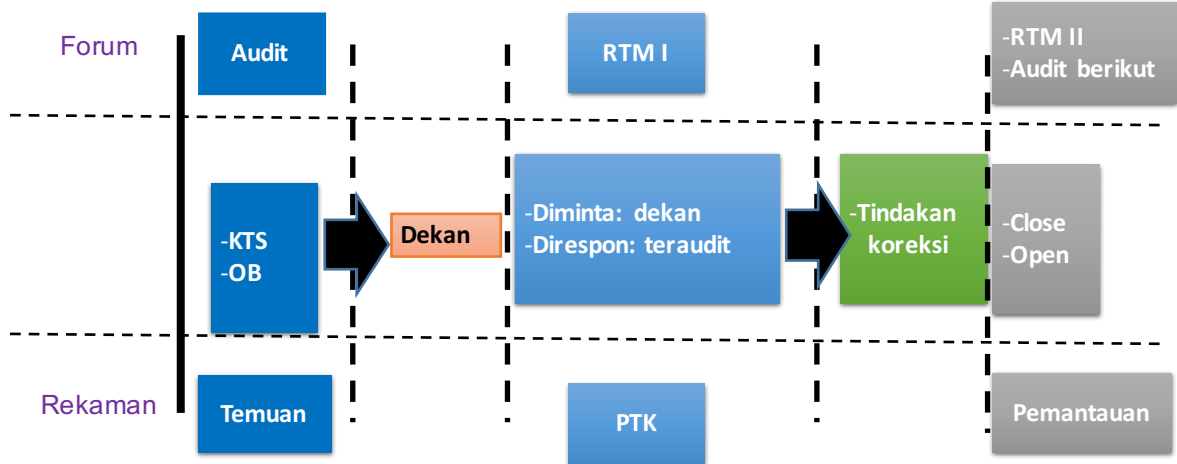 Forum
Audit
RTM I
-RTM II
-Audit berikut
-KTS
-OB
Dekan
-Diminta: dekan
-Direspon: teraudit
-Tindakan
koreksi
-Close
-Open
Rekaman
Temuan
PTK
Pemantauan